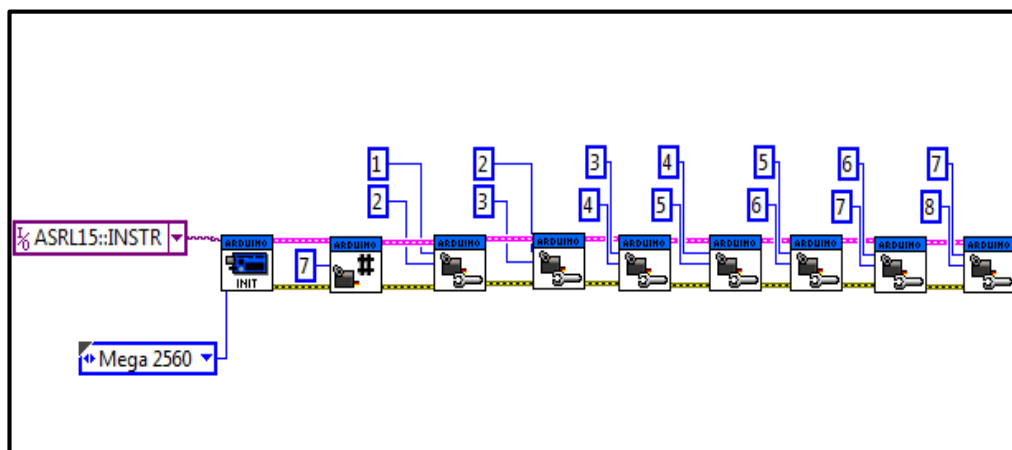 1 2 3 4 5 6 7
2 3 4 5 6 7 8
I/O ASRL15::INSTR
ARDUINO ARDUINO ARDUINO ARDUINO ARDUINO ARDUINO ARDUINO ARDUINO ARDUINO
7 #
INIT
Mega 2560